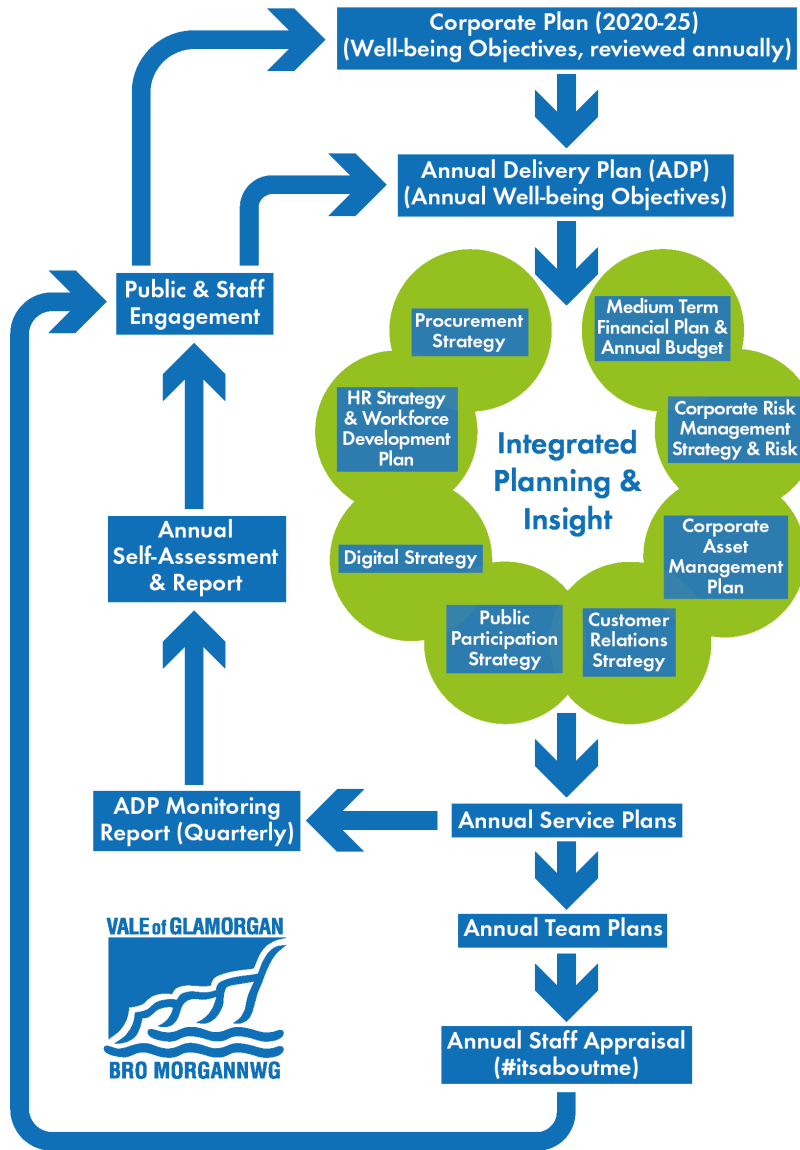 Corporate Plan (2020-25)
(Well-being Objectives, reviewed annually)
Annual Delivery Plan (ADP)
(Annual Well-being Objectives)
Public & Staff
Engagement
Procurement
Strategy
Medium Term
Financial Plan &
Annual Budget
HR Strategy
& Workforce
Development
Plan
Corporate Risk
Management
Strategy & Risk
Integrated
Planning &
Insight
Annual
Self-Assessment
& Report
Digital Strategy
Corporate
Asset
Management
Plan
Public
Participation
Strategy
Customer
Relations
Strategy
ADP Monitoring
Report (Quarterly)
Annual Service Plans
Annual Team Plans
VALE of GLAMORGAN
BRO MORGANNWG
Annual Staff Appraisal
(#itsaboutme)